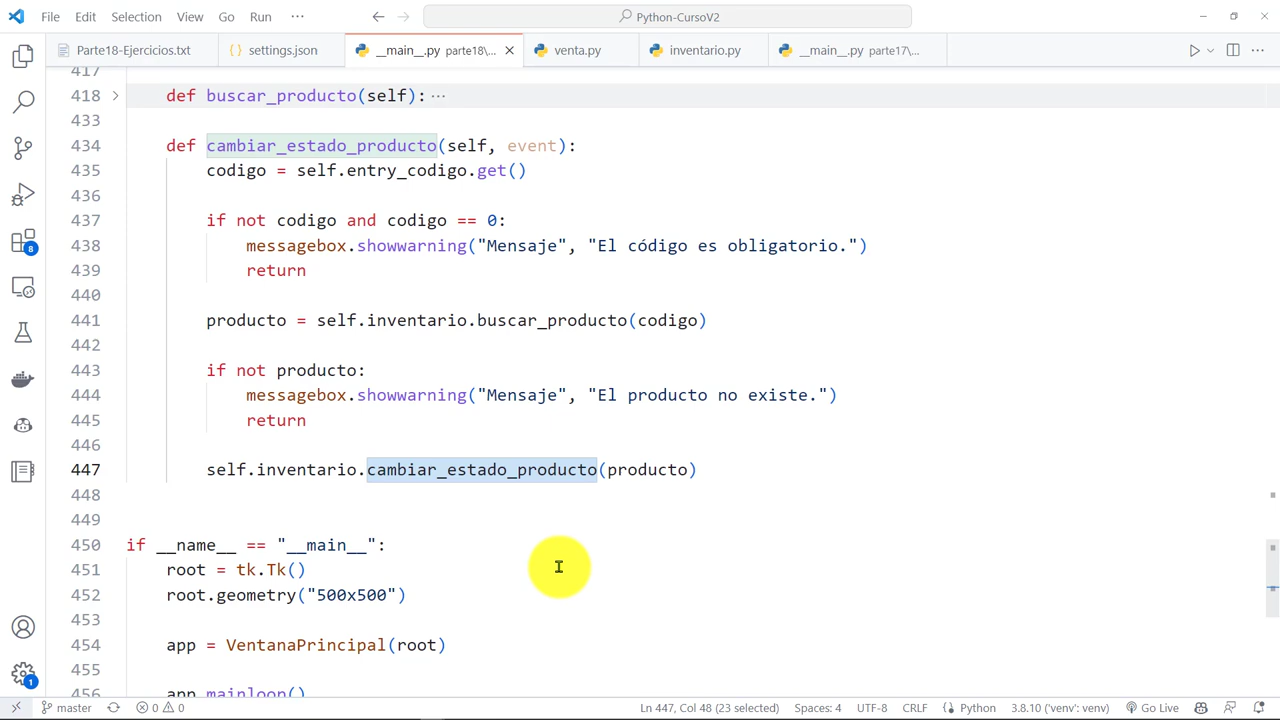 File Edit Selection View Go Run ··· Python-CursoV2
Parte18-Ejercicios.txt settings.json __main__.py parte18\... venta.py inventario.py __main__.py parte17\...
417
418 def buscar_producto(self): ···
433
434 def cambiar_estado_producto(self, event):
435 codigo = self.entry_codigo.get()
436
437 if not codigo and codigo == 0:
438 messagebox.showwarning("Mensaje", "El código es obligatorio.")
439 return
440
441 producto = self.inventario.buscar_producto(codigo)
442
443 if not producto:
444 messagebox.showwarning("Mensaje", "El producto no existe.")
445 return
446
447 self.inventario.cambiar_estado_producto(producto)
448
449
450 if __name__ == "__main__":
451 root = tk.Tk()
452 root.geometry("500x500")
453
454 app = VentanaPrincipal(root)
455
456 app.mainloop()
8
1
master 0 0 Ln 447, Col 48 (23 selected) Spaces: 4 UTF-8 CRLF Python 3.8.10 ('venv': venv) Go Live